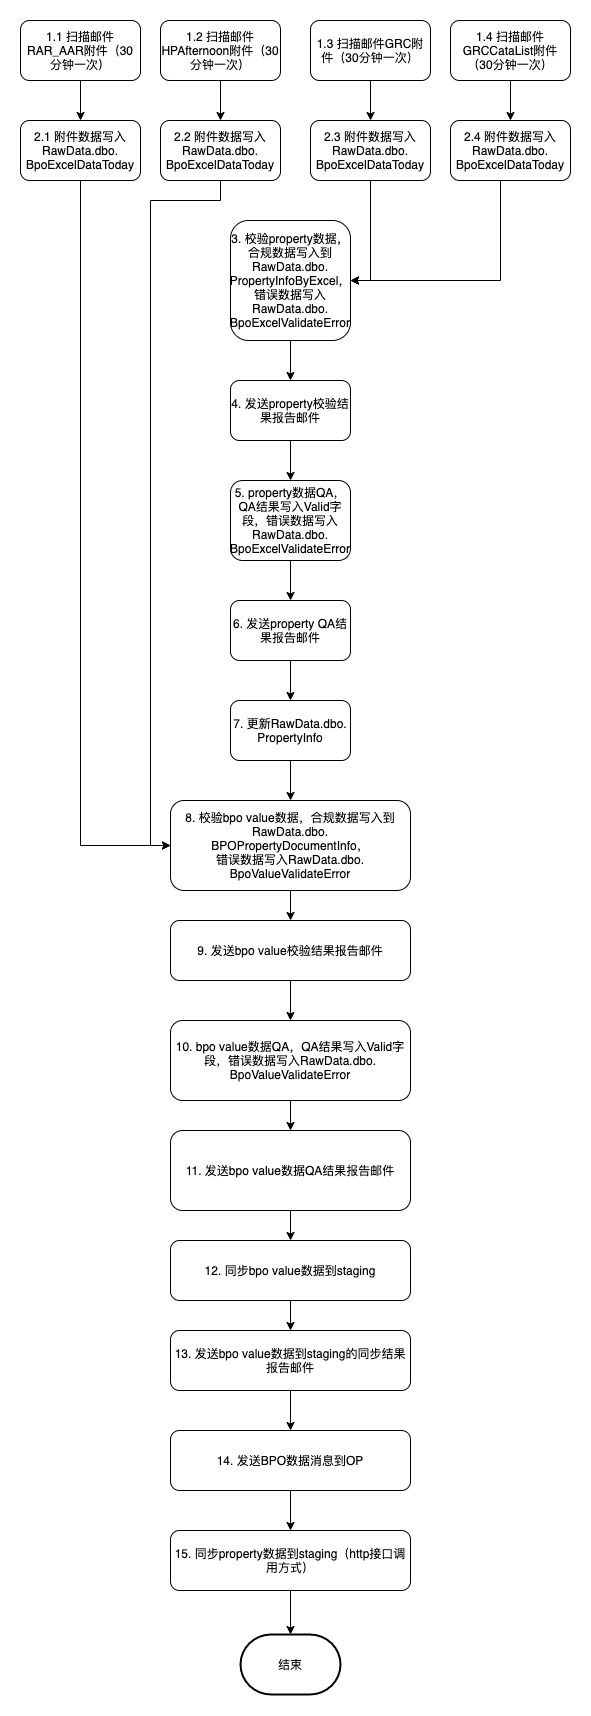 1.1 扫描邮件
RAR_AAR附件（30
分钟一次）
1.2 扫描邮件
HPAfternoon附件（30
分钟一次）
1.3 扫描邮件GRC附
件（30分钟一次）
1.4 扫描邮件
GRCCataList附件
（30分钟一次）
2.1 附件数据写入
RawData.dbo.
BpoExcelDataToday
2.2 附件数据写入
RawData.dbo.
BpoExcelDataToday
2.3 附件数据写入
RawData.dbo.
BpoExcelDataToday
2.4 附件数据写入
RawData.dbo.
BpoExcelDataToday
3. 校验property数据，
合规数据写入到
RawData.dbo.
PropertyInfoByExcel，
错误数据写入
RawData.dbo.
BpoExcelValidateError
4. 发送property校验结
果报告邮件
5. property数据QA，
QA结果写入Valid字
段，错误数据写入
RawData.dbo.
BpoExcelValidateError
6. 发送property QA结
果报告邮件
7. 更新RawData.dbo.
PropertyInfo
8. 校验bpo value数据，合规数据写入到
RawData.dbo.
BPOPropertyDocumentInfo，
错误数据写入RawData.dbo.
BpoValueValidateError
9. 发送bpo value校验结果报告邮件
10. bpo value数据QA，QA结果写入Valid字
段，错误数据写入RawData.dbo.
BpoValueValidateError
11. 发送bpo value数据QA结果报告邮件
12. 同步bpo value数据到staging
13. 发送bpo value数据到staging的同步结果
报告邮件
14. 发送BPO数据消息到OP
15. 同步property数据到staging（http接口调
用方式）
结束